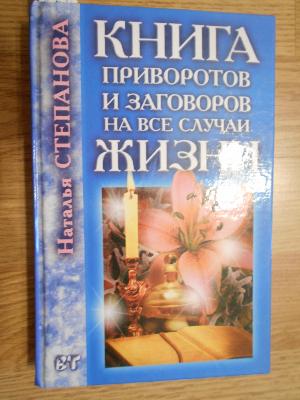 КНИГА
ПРИВОРОТОВ
И ЗАГОВОРОВ
НА ВСЕ СЛУЧАИ
ЖИЗНИ
Наталья СТЕПАНОВА